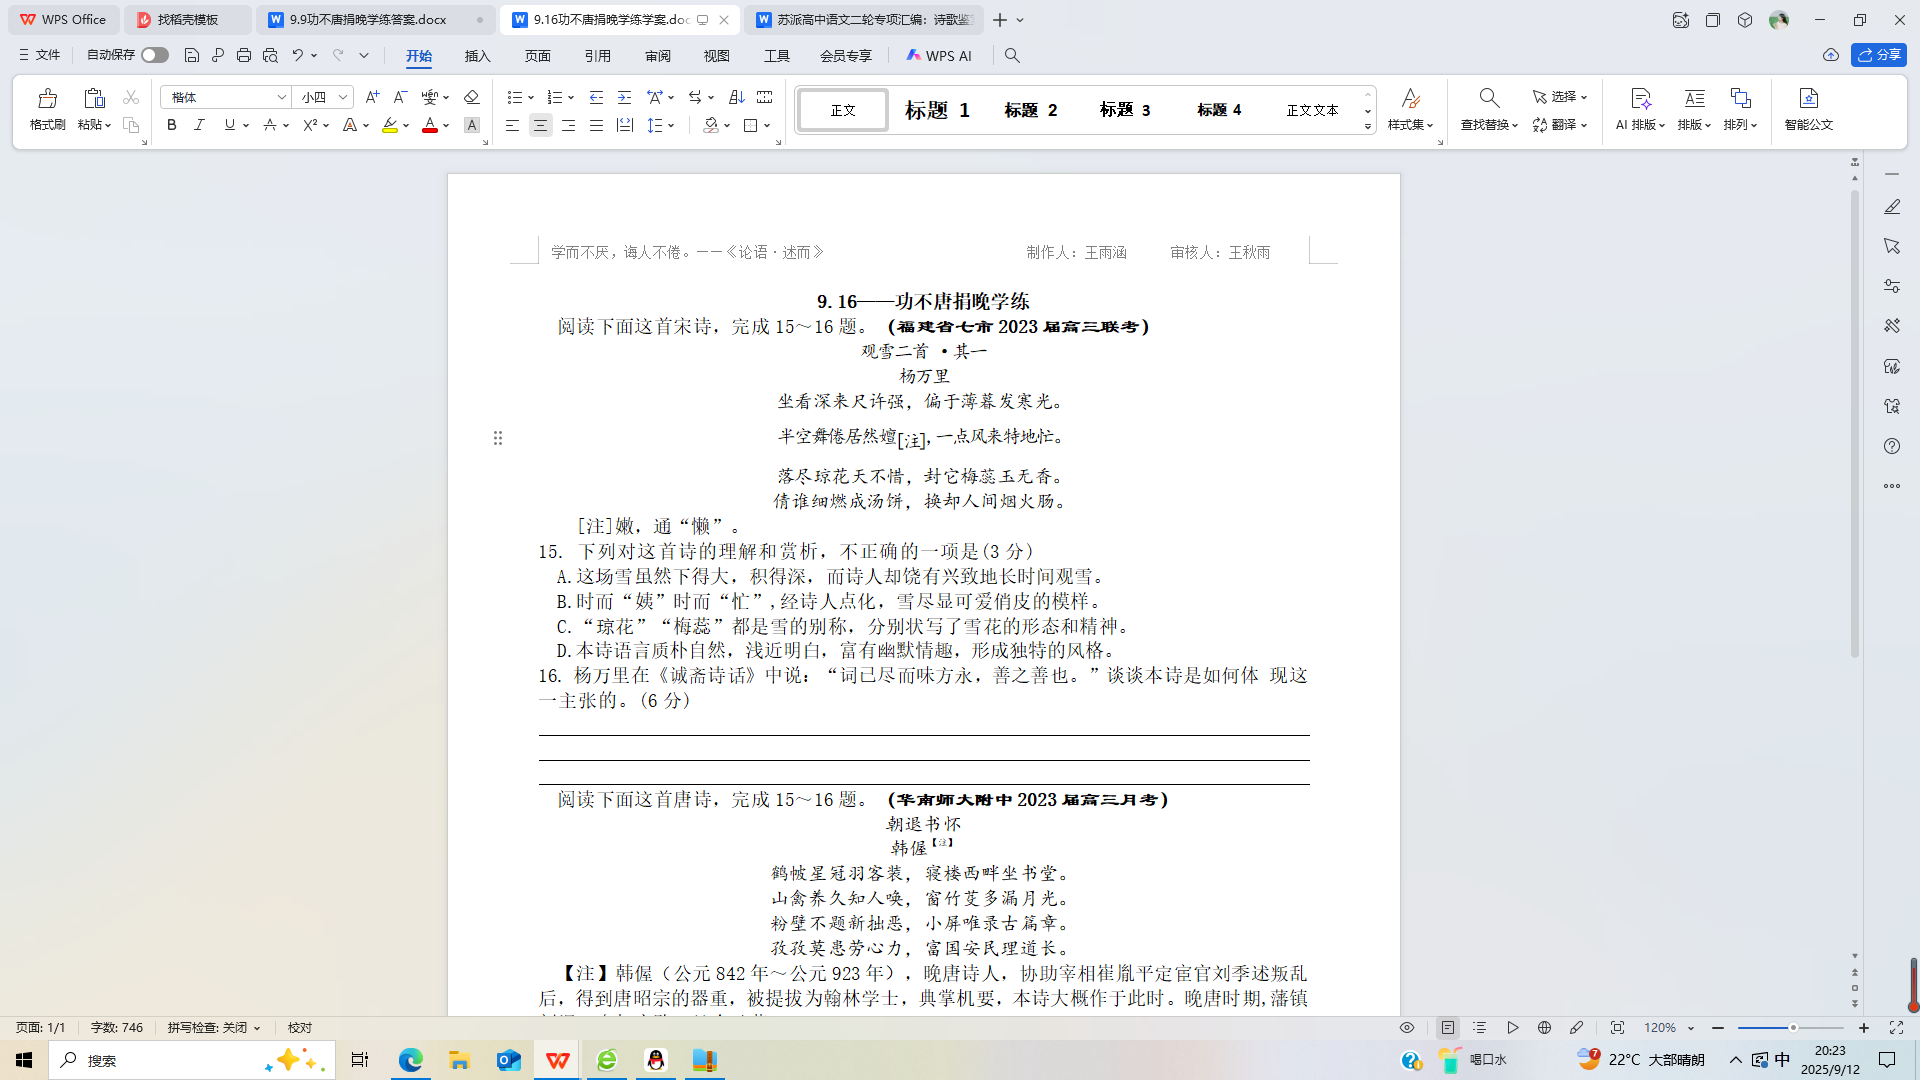 WPS Office 找稻壳模板 9.9功不唐捐晚学练答案.docx 9.16功不唐捐晚学练学案.doc 苏派高中语文二轮专项汇编：诗歌鉴
文件 自动保存 开始 插入 页面 引用 审阅 视图 工具 会员专享 WPS AI 分享
格式刷 粘贴 楷体 小四 正文 标题 1 标题 2 标题 3 标题 4 正文文本 样式集 查找替换 选择 翻译 AI 排版 排版 排列 智能公文
学而不厌，诲人不倦。——《论语·述而》 制作人：王雨涵 审核人：王秋雨
9.16——功不唐捐晚学练
阅读下面这首宋诗，完成15～16题。（福建省七市2023届高三联考）
观雪二首 ·其一
杨万里
坐看深来尺许强，偏于薄暮发寒光。
半空舞倦居然嬗[注]，一点风来特地忙。
落尽琼花天不惜，封它梅蕊玉无香。
倩谁细燃成汤饼，换却人间烟火肠。
[注]嫩，通“懒”。
15. 下列对这首诗的理解和赏析，不正确的一项是(3分)
A.这场雪虽然下得大，积得深，而诗人却饶有兴致地长时间观雪。
B.时而“姨”时而“忙”,经诗人点化，雪尽显可爱俏皮的模样。
C.“琼花”“梅蕊”都是雪的别称，分别状写了雪花的形态和精神。
D.本诗语言质朴自然，浅近明白，富有幽默情趣，形成独特的风格。
16. 杨万里在《诚斋诗话》中说：“词已尽而味方永，善之善也。”谈谈本诗是如何体 现这
一主张的。(6分)
阅读下面这首唐诗，完成15～16题。（华南师大附中2023届高三月考）
朝退书怀
韩偓【注】
鹤帔星冠羽客装，寝楼西畔坐书堂。
山禽养久知人唤，窗竹芟多漏月光。
粉壁不题新拙恶，小屏唯录古篇章。
孜孜莫患劳心力，富国安民理道长。
【注】韩偓（公元842年～公元923年），晚唐诗人，协助宰相崔胤平定宦官刘季述叛乱
后，得到唐昭宗的器重，被提拔为翰林学士，典掌机要，本诗大概作于此时。晚唐时期,藩镇
页面: 1/1 字数: 746 拼写检查: 关闭 校对 120%
搜索 喝口水 7 22°C 大部晴朗 中 20:23
2025/9/12